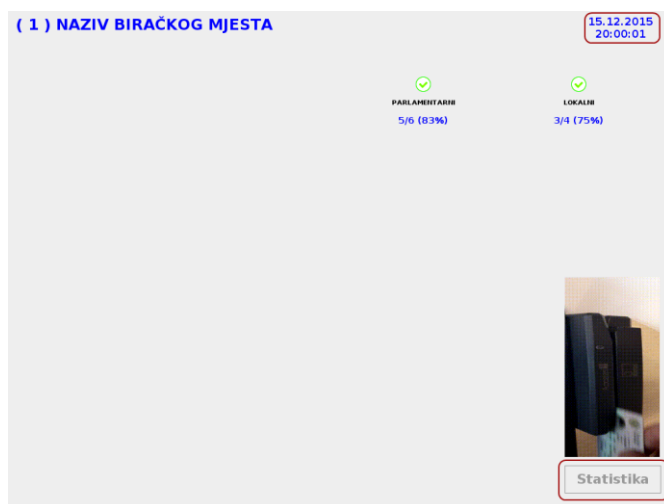 ( 1 ) NAZIV BIRAČKOG MJESTA
15.12.2015
20:00:01
PARLAMENTARNI
LOKALNI
5/6 (83%)
3/4 (75%)
Statistika